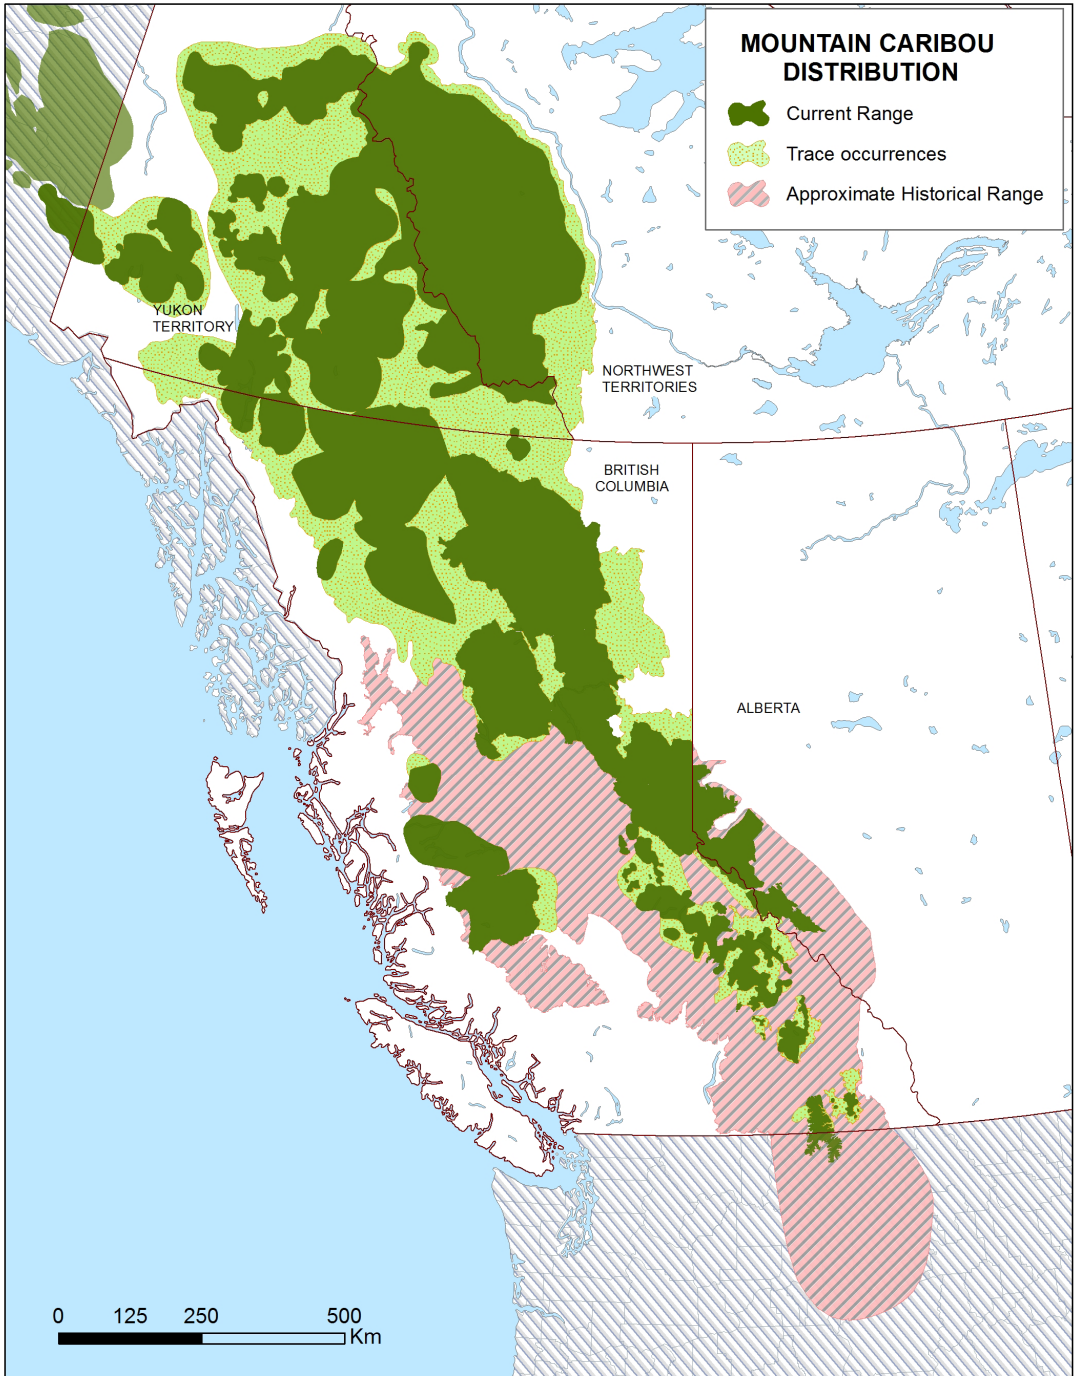 MOUNTAIN CARIBOU
DISTRIBUTION
Current Range
Trace occurrences
Approximate Historical Range
YUKON
TERRITORY
NORTHWEST
TERRITORIES
BRITISH
COLUMBIA
ALBERTA
0 125 250 500
Km